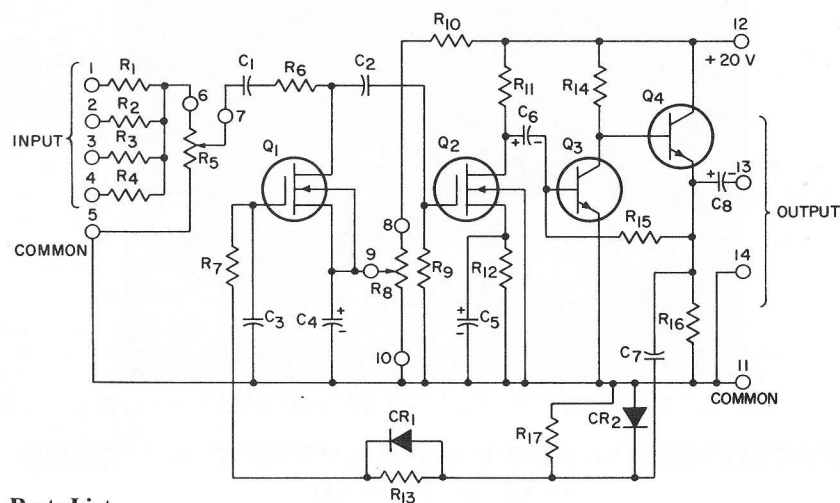 12
+ 20 V
R10
1
R1
6
C1
R6
C2
7
R11
R14
Q4
2
R2
INPUT
3
R3
R5
4
R4
5
COMMON
Q1
Q2
C6
+ -
Q3
+ - 13
C8
OUTPUT
R15
14
8
9
R7
R8
R9
R12
C3
C4
+
-
C5
+
-
C7
R16
10
11
COMMON
CR1
R13
R17
CR2
Parts List